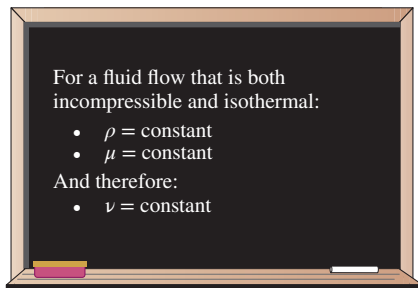 For a fluid flow that is both
incompressible and isothermal:
• ρ = constant
• μ = constant
And therefore:
• ν = constant